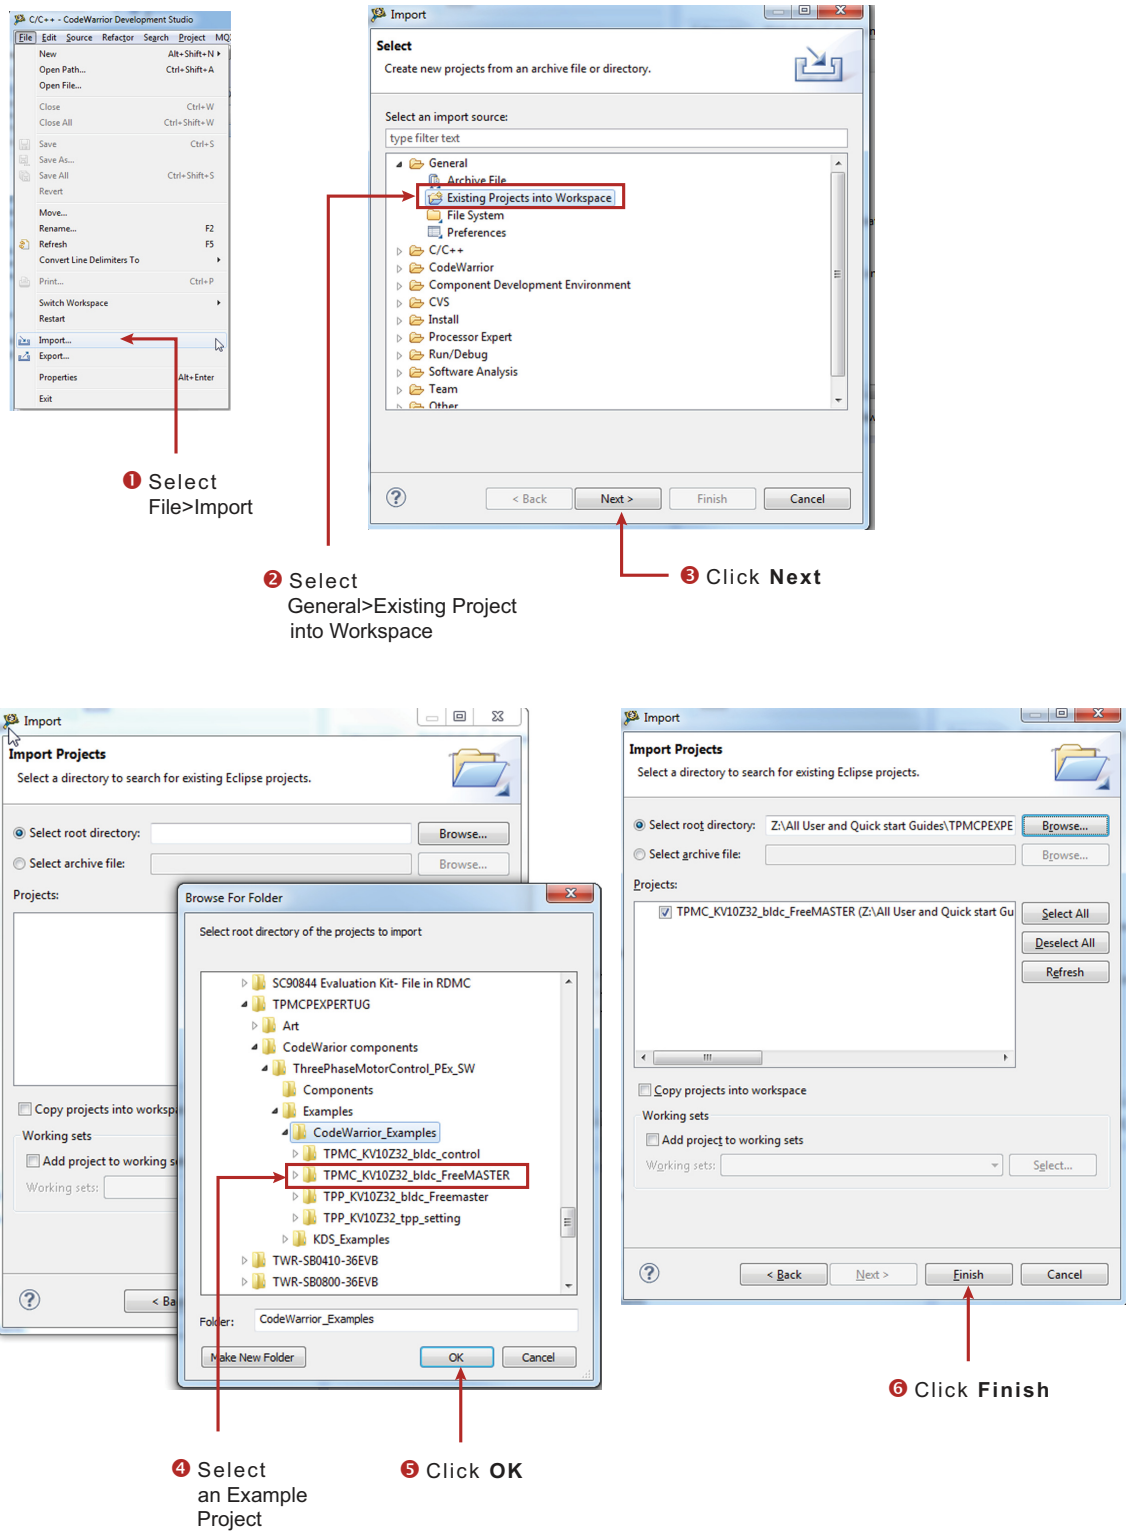 C/C++ - CodeWarrior Development Studio
File Edit Source Refactor Search Project MQ
New Alt+Shift+N
Open Path... Ctrl+Shift+A
Open File...
Close Ctrl+W
Close All Ctrl+Shift+W
Save Ctrl+S
Save As...
Save All Ctrl+Shift+S
Revert
Move...
Rename... F2
Refresh F5
Convert Line Delimiters To
Print... Ctrl+P
Switch Workspace
Restart
Import...
Export...
Properties Alt+Enter
Exit
1 Select
File>Import
Import
Select
Create new projects from an archive file or directory.
Select an import source:
type filter text
General
Archive File
Existing Projects into Workspace
File System
Preferences
C/C++
CodeWarrior
Component Development Environment
CVS
Install
Processor Expert
Run/Debug
Software Analysis
Team
Other
? < Back Next > Finish Cancel
2 Select
General>Existing Project
into Workspace
3 Click Next
Import
Import Projects
Select a directory to search for existing Eclipse projects.
Select root directory: Browse...
Select archive file: Browse...
Projects:
Copy projects into worksp
Working sets
Add project to working s
Working sets:
? < Ba
Browse For Folder
Select root directory of the projects to import
SC90844 Evaluation Kit- File in RDMC
TPMCPEXPERTUG
Art
CodeWarior components
ThreePhaseMotorControl_PEx_SW
Components
Examples
CodeWarrior_Examples
TPMC_KV10Z32_bldc_control
TPMC_KV10Z32_bldc_FreeMASTER
TPP_KV10Z32_bldc_Freemaster
TPP_KV10Z32_tpp_setting
KDS_Examples
TWR-SB0410-36EVB
TWR-SB0800-36EVB
Folder: CodeWarrior_Examples
Make New Folder OK Cancel
4 Select
an Example
Project
5 Click OK
Import
Import Projects
Select a directory to search for existing Eclipse projects.
Select root directory: Z:\All User and Quick start Guides\TPMCPEXPE Browse...
Select archive file: Browse...
Projects:
TPMC_KV10Z32_bldc_FreeMASTER (Z:\All User and Quick start Gu
Select All
Deselect All
Refresh
Copy projects into workspace
Working sets
Add project to working sets
Working sets: Select...
? < Back Next > Finish Cancel
6 Click Finish